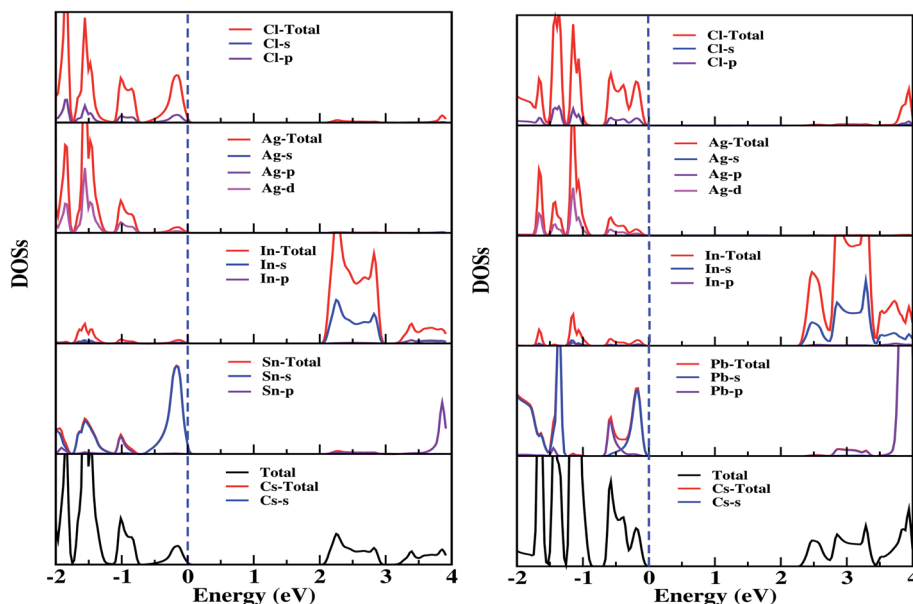 DOSs
Cl-Total
Cl-s
Cl-p
Ag-Total
Ag-s
Ag-p
Ag-d
In-Total
In-s
In-p
Sn-Total
Sn-s
Sn-p
Total
Cs-Total
Cs-s
-2 -1 0 1 2 3 4
Energy (eV)
DOSs
Cl-Total
Cl-s
Cl-p
Ag-Total
Ag-s
Ag-p
Ag-d
In-Total
In-s
In-p
Pb-Total
Pb-s
Pb-p
Total
Cs-Total
Cs-s
-2 -1 0 1 2 3 4
Energy (eV)